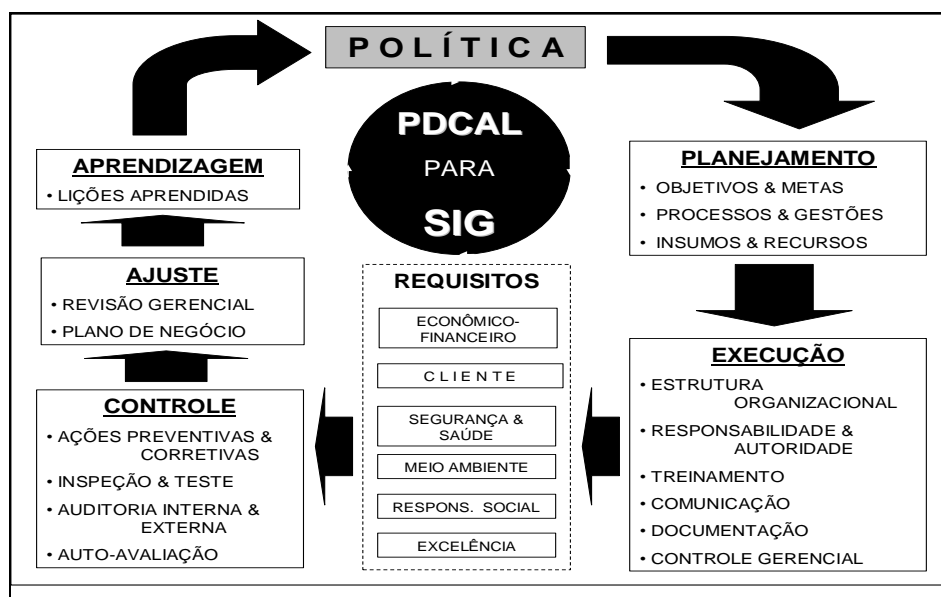 POLÍTICA
PDCAL
PARA
SIG
PLANEJAMENTO
• OBJETIVOS & METAS
• PROCESSOS & GESTÕES
• INSUMOS & RECURSOS
EXECUÇÃO
• ESTRUTURA
ORGANIZACIONAL
• RESPONSABILIDADE &
AUTORIDADE
• TREINAMENTO
• COMUNICAÇÃO
• DOCUMENTAÇÃO
• CONTROLE GERENCIAL
REQUISITOS
ECONÔMICO-
FINANCEIRO
CLIENTE
SEGURANÇA &
SAÚDE
MEIO AMBIENTE
RESPONS. SOCIAL
EXCELÊNCIA
CONTROLE
• AÇÕES PREVENTIVAS &
CORRETIVAS
• INSPEÇÃO & TESTE
• AUDITORIA INTERNA &
EXTERNA
• AUTO-AVALIAÇÃO
AJUSTE
• REVISÃO GERENCIAL
• PLANO DE NEGÓCIO
APRENDIZAGEM
• LIÇÕES APRENDIDAS